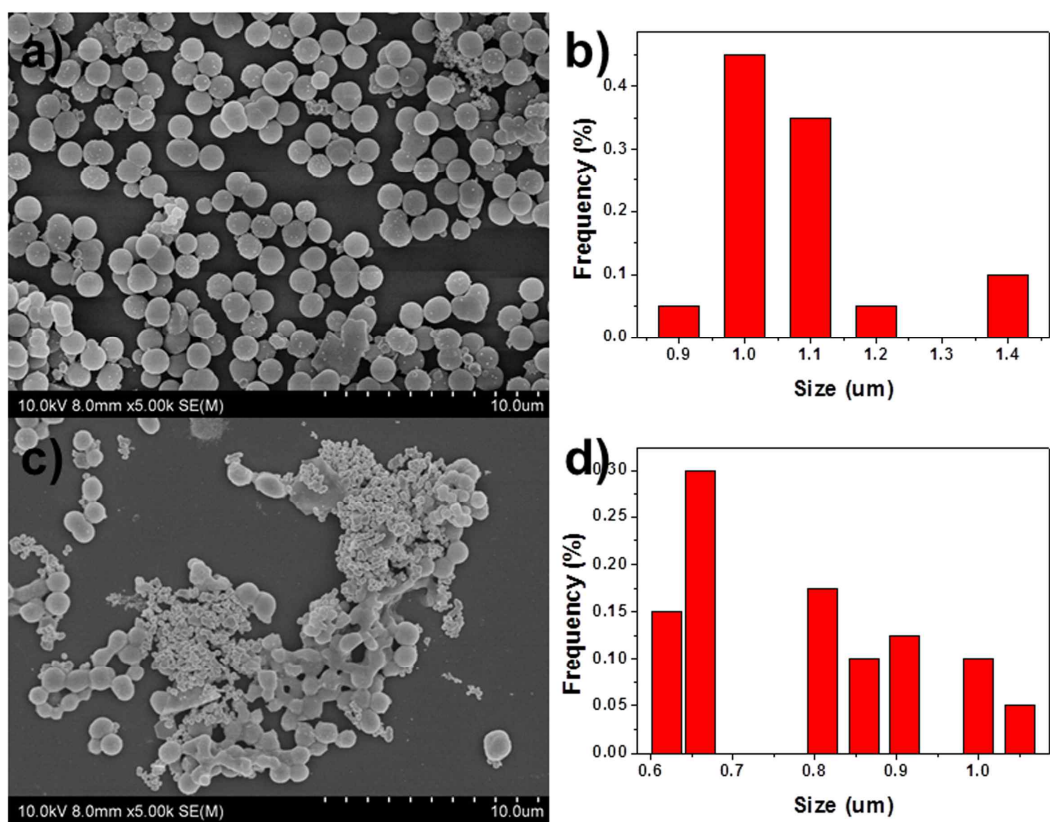 a)
10.0kV 8.0mm x5.00k SE(M)
10.0um
b)
Frequency (%)
0.4
0.3
0.2
0.1
0.0
0.9 1.0 1.1 1.2 1.3 1.4
Size (um)
c)
10.0kV 8.0mm x5.00k SE(M)
10.0um
d)
Frequency (%)
0.30
0.25
0.20
0.15
0.10
0.05
0.00
0.6 0.7 0.8 0.9 1.0
Size (um)